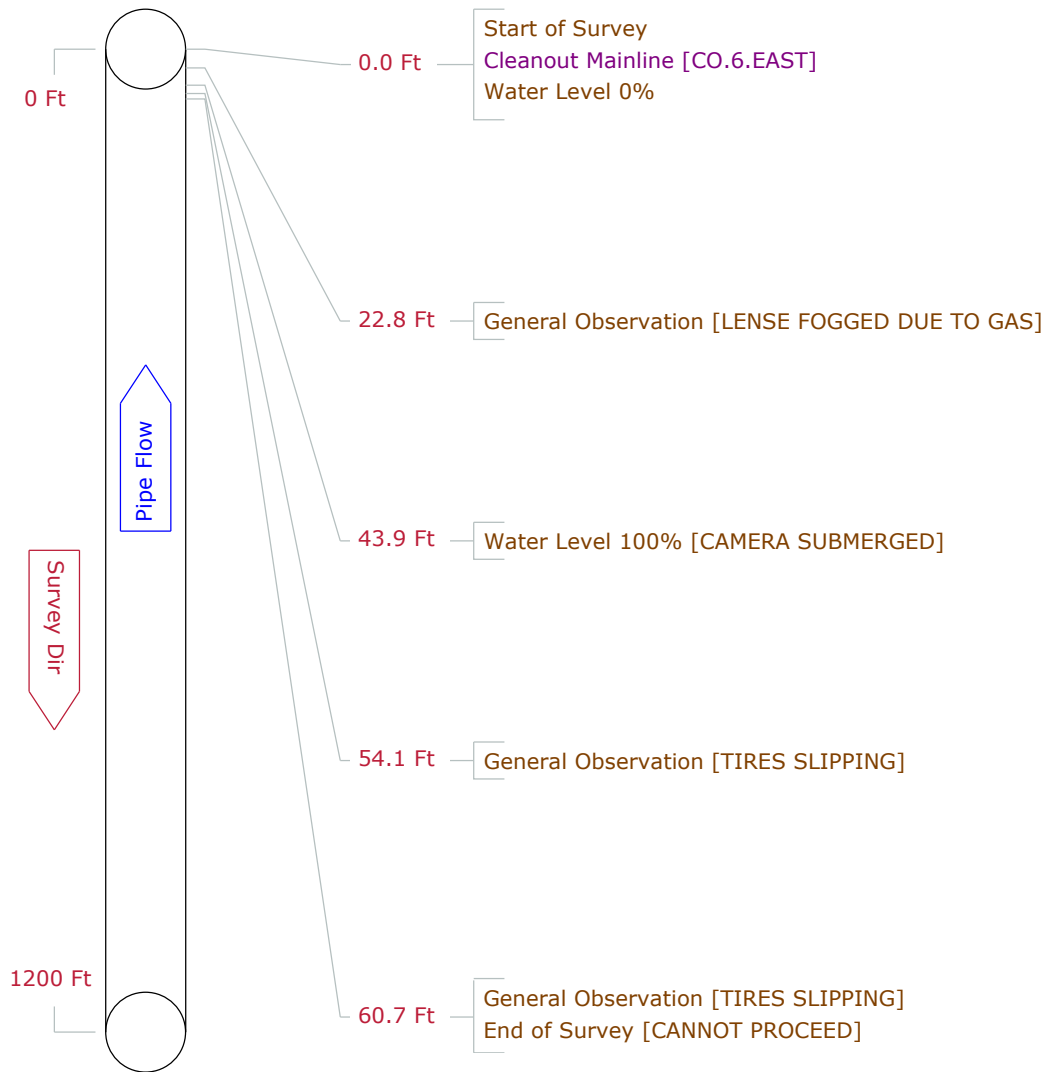 Start of Survey
0.0 Ft
Cleanout Mainline [CO.6.EAST]
Water Level 0%
0 Ft
22.8 Ft
General Observation [LENSE FOGGED DUE TO GAS]
Pipe Flow
43.9 Ft
Water Level 100% [CAMERA SUBMERGED]
Survey Dir
54.1 Ft
General Observation [TIRES SLIPPING]
1200 Ft
60.7 Ft
General Observation [TIRES SLIPPING]
End of Survey [CANNOT PROCEED]